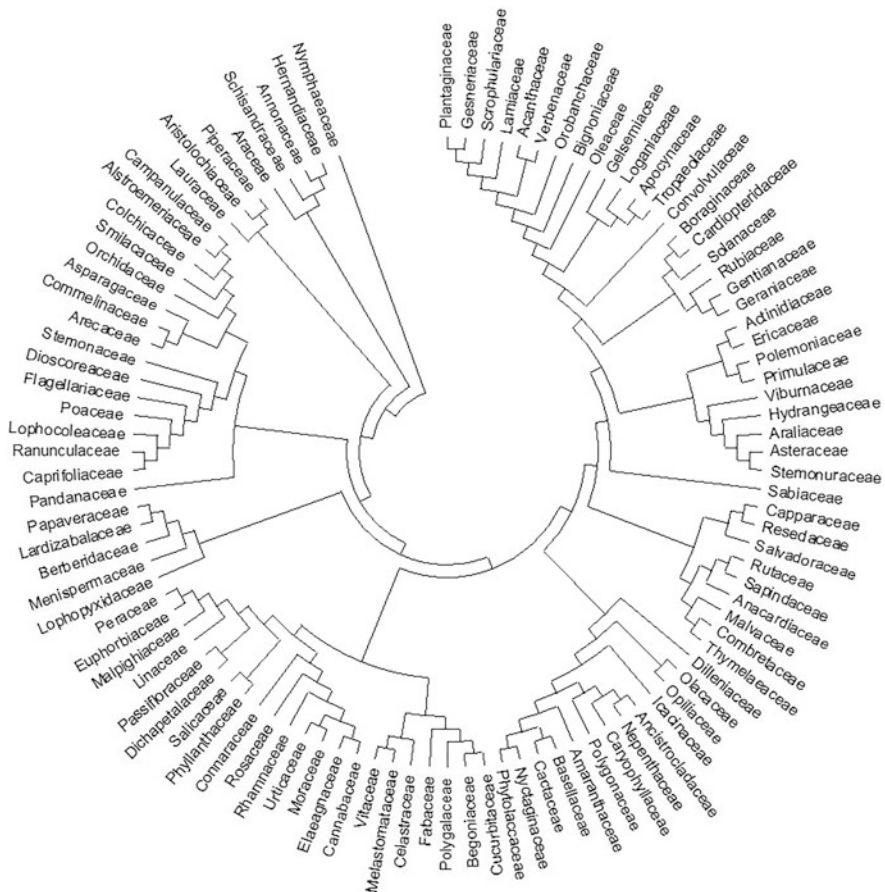 Plantaginaceae
Gesneriaceae
Scrophulariaceae
Lamiaceae
Acanthaceae
Verbenaceae
Orobanchaceae
Bignoniaceae
Oleaceae
Gelsemiaceae
Loganiaceae
Apocynaceae
Tropaeolaceae
Convolvulaceae
Boraginaceae
Cardiopteridaceae
Solanaceae
Rubiaceae
Gentianaceae
Geraniaceae
Actinidiaceae
Ericaceae
Polemoniaceae
Primulaceae
Viburnaceae
Hydrangeaceae
Araliaceae
Asteraceae
Stemonuraceae
Sabiaceae
Capparaceae
Resedaceae
Salvadoraceae
Rutaceae
Sapindaceae
Anacardiaceae
Malvaceae
Combretaceae
Thymelaeaceae
Dilleniaceae
Olacaceae
Opiliaceae
Icacinaceae
Ancistrocladaceae
Nepenthaceae
Caryophyllaceae
Polygonaceae
Amaranthaceae
Basellaceae
Cactaceae
Nyctaginaceae
Phytolaccaceae
Cucurbitaceae
Begoniaceae
Polygalaceae
Fabaceae
Celastraceae
Melastomataceae
Vitaceae
Cannabaceae
Elaeagnaceae
Moraceae
Urticaceae
Rhamnaceae
Rosaceae
Connaraceae
Phyllanthaceae
Salicaceae
Dichapetalaceae
Passifloraceae
Linaceae
Malpighiaceae
Euphorbiaceae
Peraceae
Lophopyxidaceae
Menispermaceae
Berberidaceae
Lardizabalaceae
Papaveraceae
Pandanaceae
Caprifoliaceae
Ranunculaceae
Lophocoleaceae
Poaceae
Flagellariaceae
Dioscoreaceae
Stemonaceae
Arecaceae
Commelinaceae
Asparagaceae
Orchidaceae
Smilacaceae
Colchicaceae
Alstroemeriaceae
Campanulaceae
Lauraceae
Aristolochiaceae
Piperaceae
Araceae
Schisandraceae
Annonaceae
Hernandiaceae
Nymphaeaceae